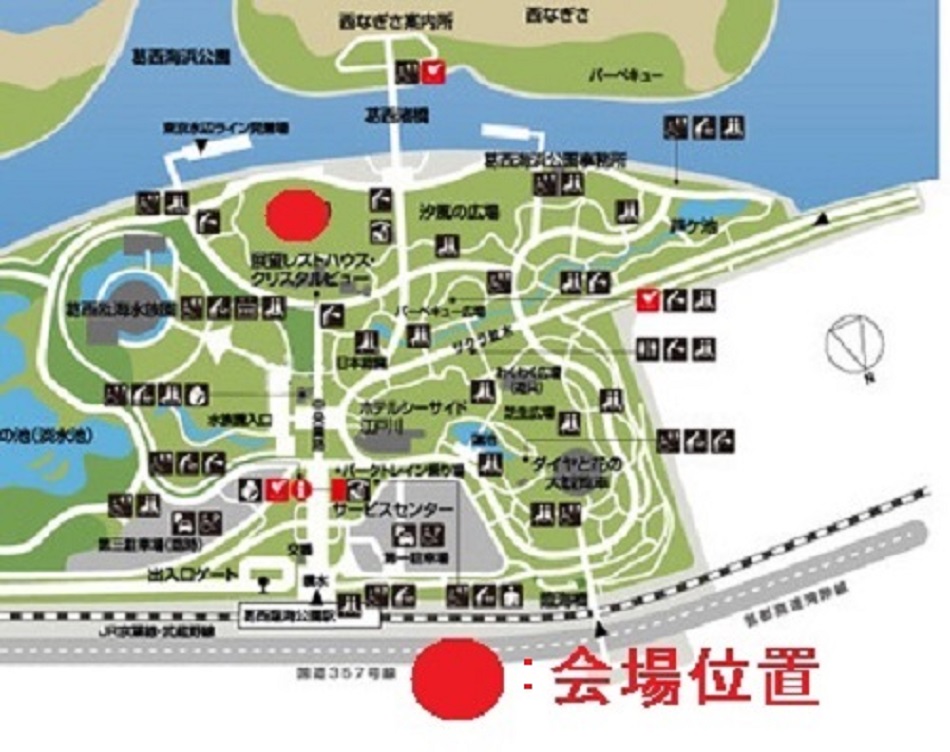 西なぎさ案内所
西なぎさ
葛西海浜公園
バーベキュー
葛西渚橋
東京水辺ライン発着場
葛西海浜公園事務所
汐風の広場
芦ケ池
展望レストハウス・
クリスタルビュー
葛西臨海水族園
バーベキュー広場
日本庭園
わくわく広場
(遊具)
芝生広場
ホテルシーサイド
江戸川
水族園入口
の池(淡水池)
ダイヤと花の
大観覧車
パークトレイン乗り場
サービスセンター
第三駐車場(臨時)
第一駐車場
交番
出入口ゲート
噴水
臨海橋
葛西臨海公園駅
JR京葉線・武蔵野線
首都高速湾岸線
国道357号線
N
:会場位置